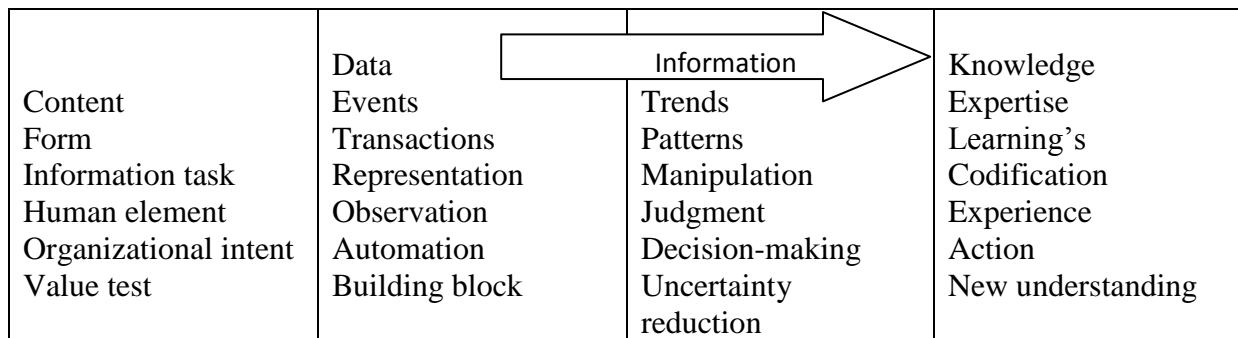 Data Information Knowledge
Content Events Trends Expertise
Form Transactions Patterns Learning's
Information task Representation Manipulation Codification
Human element Observation Judgment Experience
Organizational intent Automation Decision-making Action
Value test Building block Uncertainty New understanding
reduction